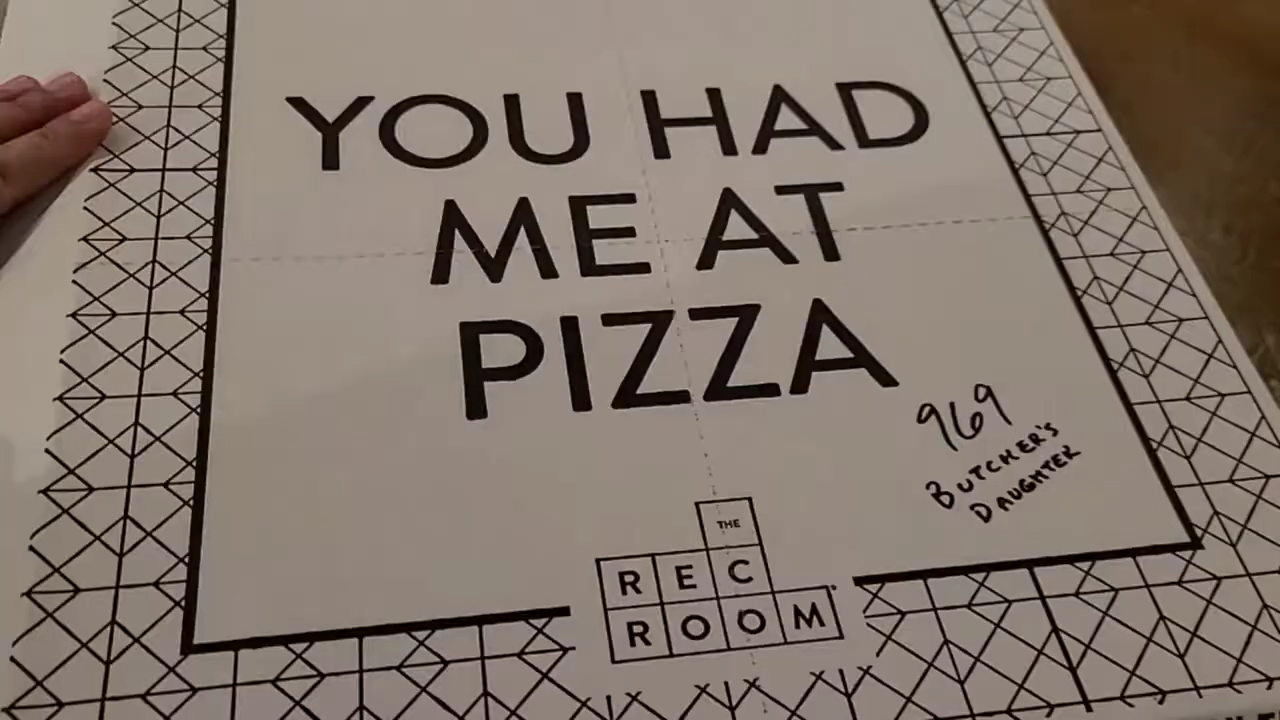 YOU HAD
ME AT
PIZZA
969
BUTCHER'S
DAUGHTER
THE
REC
ROOM